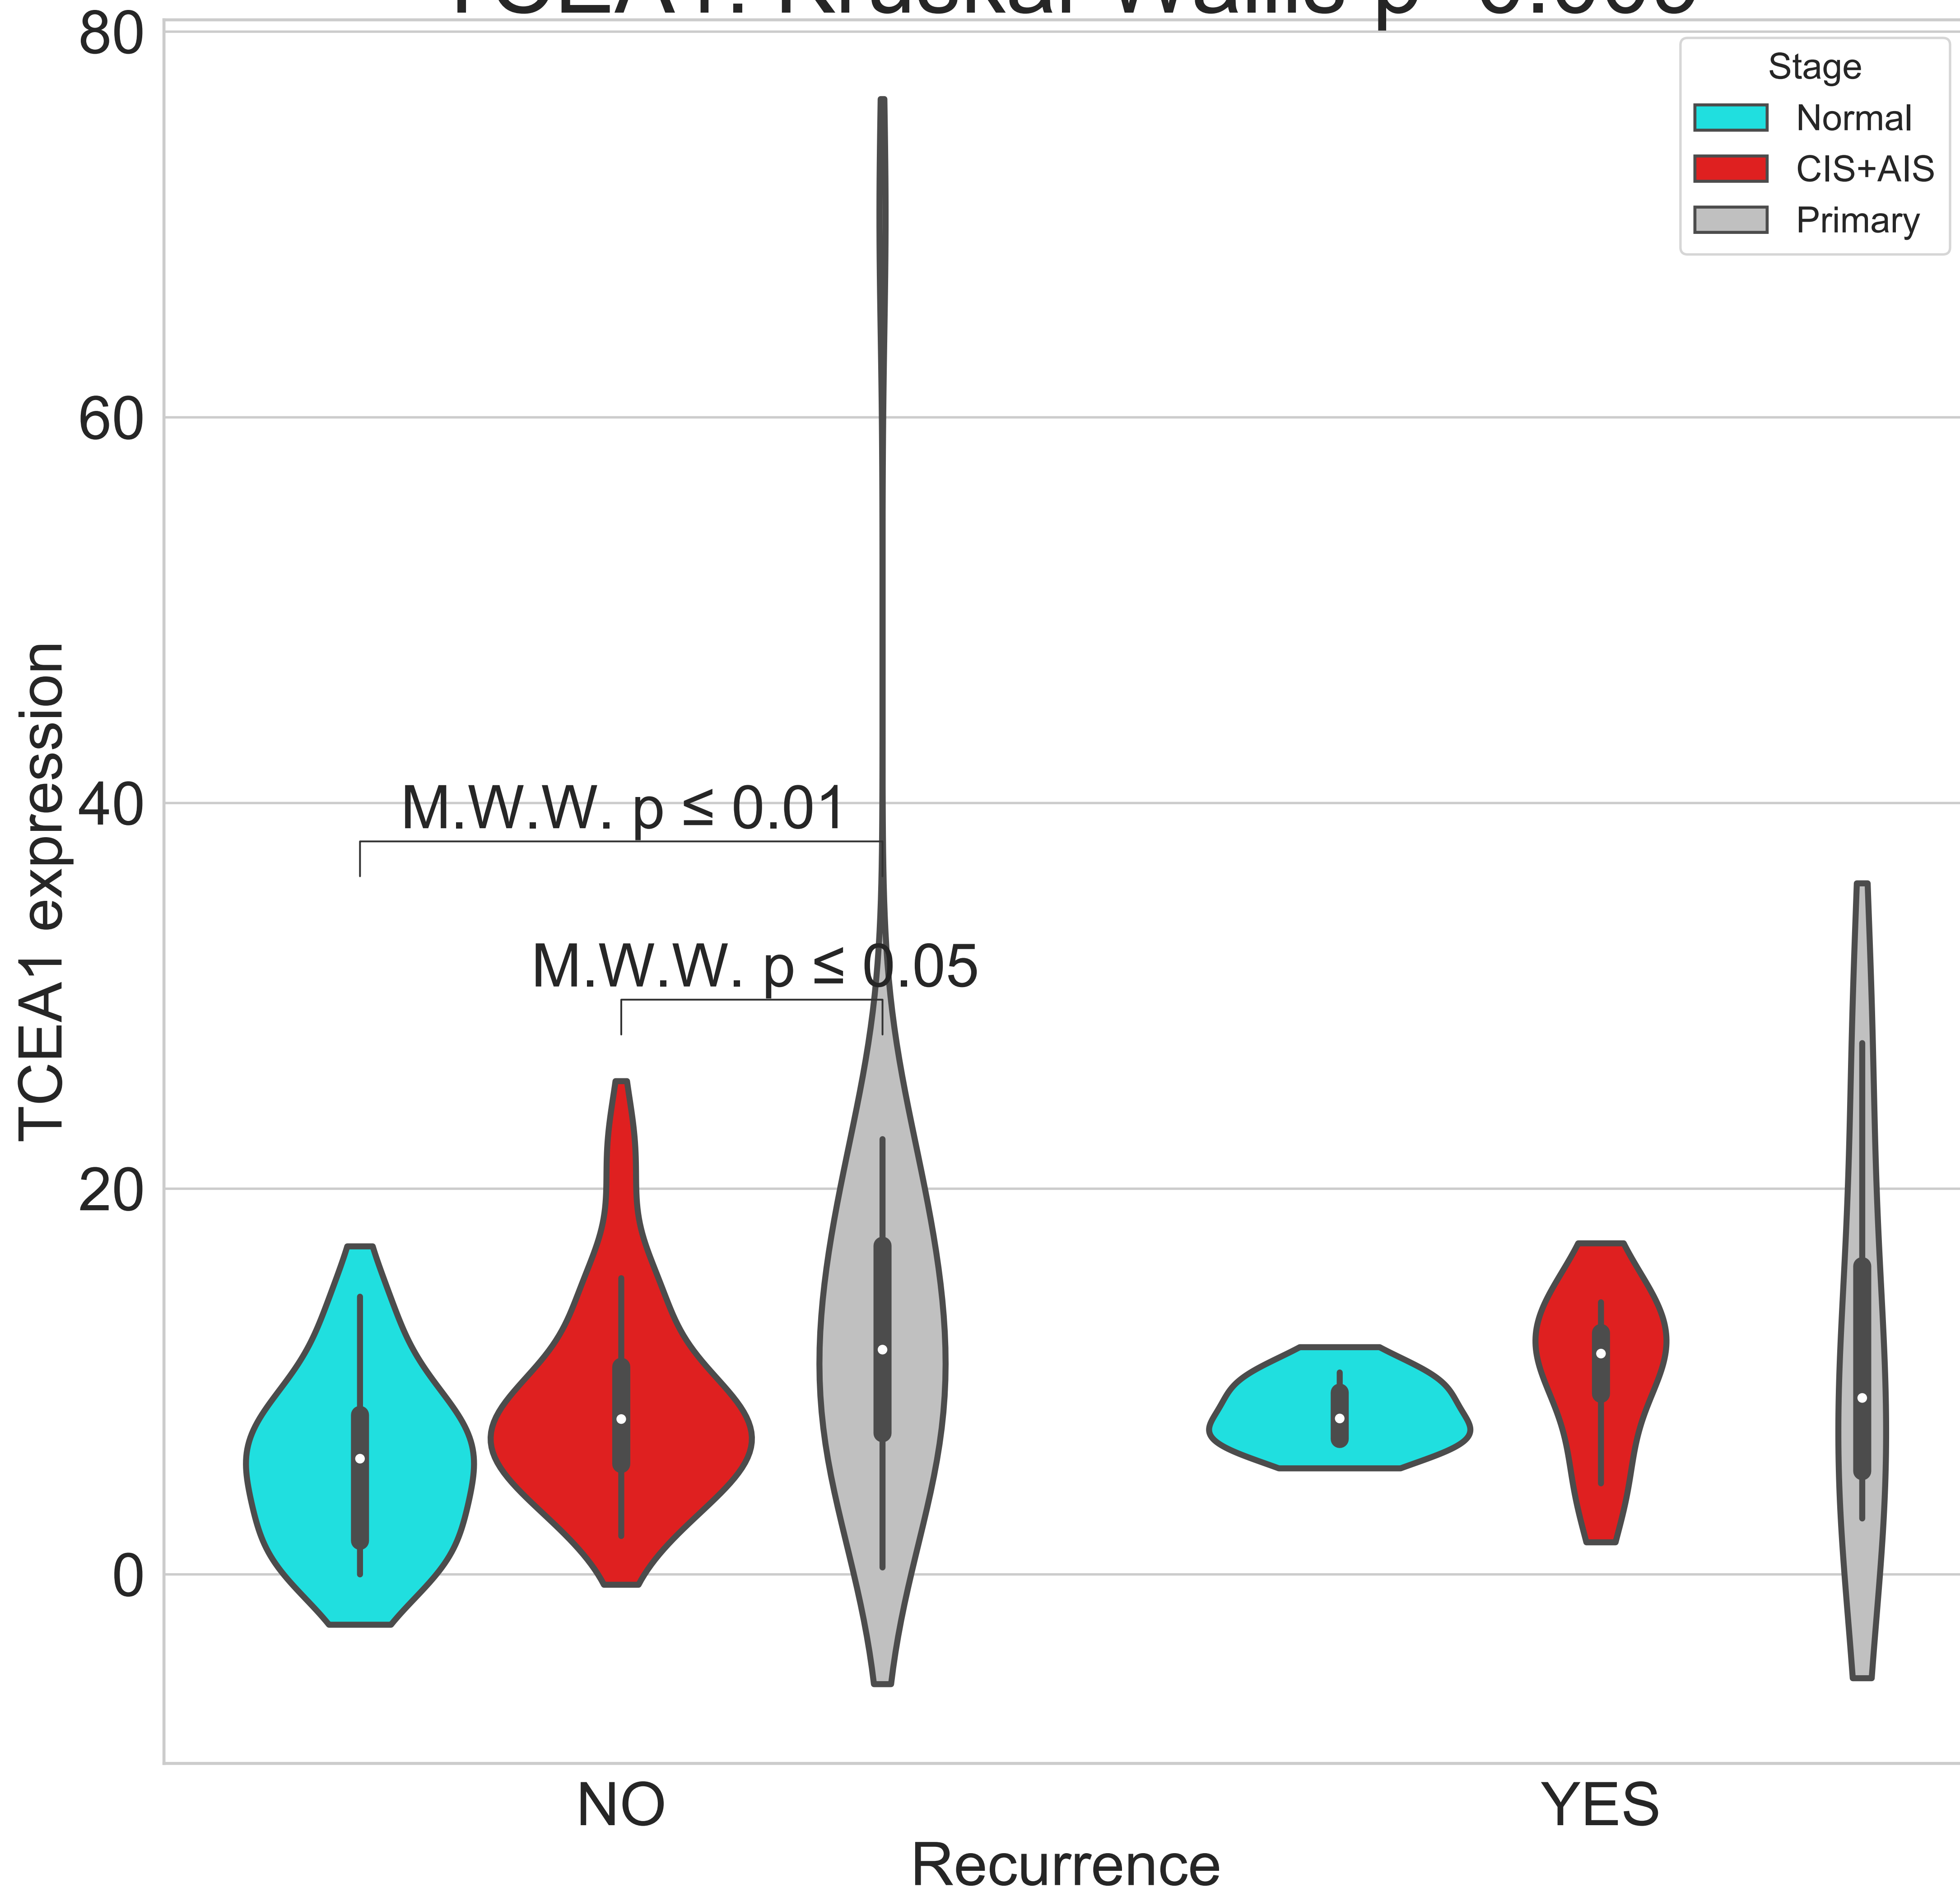 80
60
40
20
0
TCEA1 expression
Stage
Normal
CIS+AIS
Primary
M.W.W. p ≤ 0.01
M.W.W. p ≤ 0.05
NO
YES
Recurrence